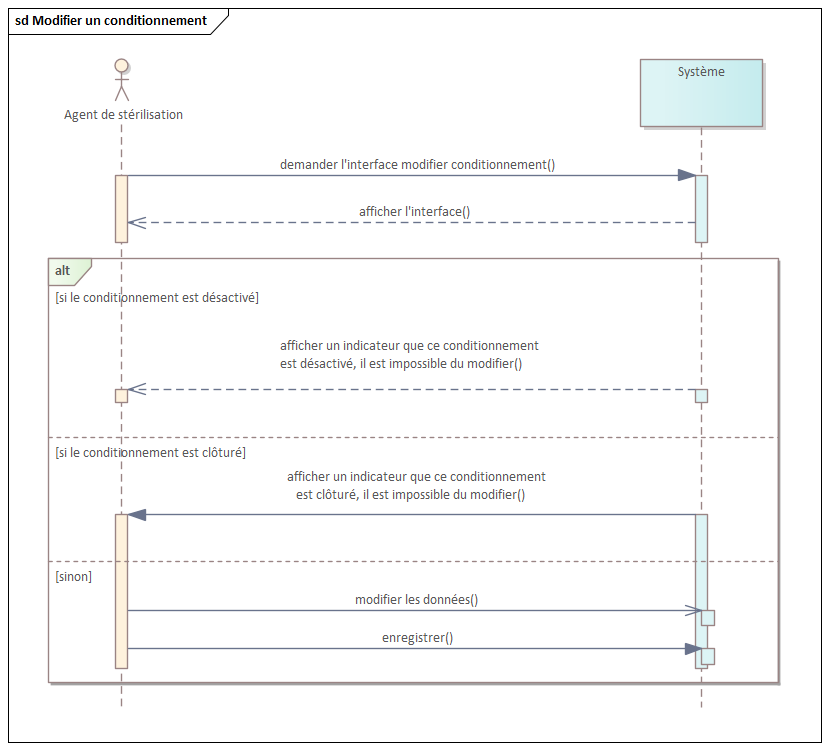 sd Modifier un conditionnement
Agent de stérilisation
Système
demander l'interface modifier conditionnement()
afficher l'interface()
alt
[si le conditionnement est désactivé]
afficher un indicateur que ce conditionnement
est désactivé, il est impossible du modifier()
[si le conditionnement est clôturé]
afficher un indicateur que ce conditionnement
est clôturé, il est impossible du modifier()
[sinon]
modifier les données()
enregistrer()